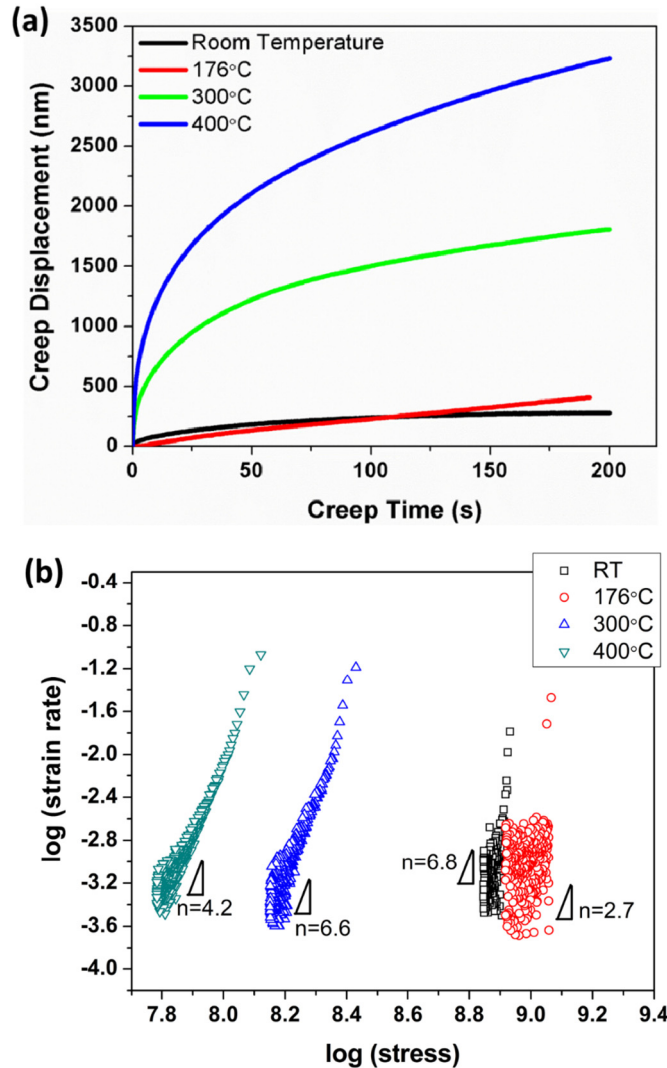 (a)
Room Temperature
176°C
300°C
400°C
3500
3000
2500
2000
1500
1000
500
0
Creep Displacement (nm)
0 50 100 150 200
Creep Time (s)
(b)
RT
176°C
300°C
400°C
-0.4
-0.8
-1.2
-1.6
-2.0
-2.4
-2.8
-3.2
-3.6
-4.0
log (strain rate)
n=4.2
n=6.6
n=6.8
n=2.7
7.8 8.0 8.2 8.4 8.6 8.8 9.0 9.2 9.4
log (stress)